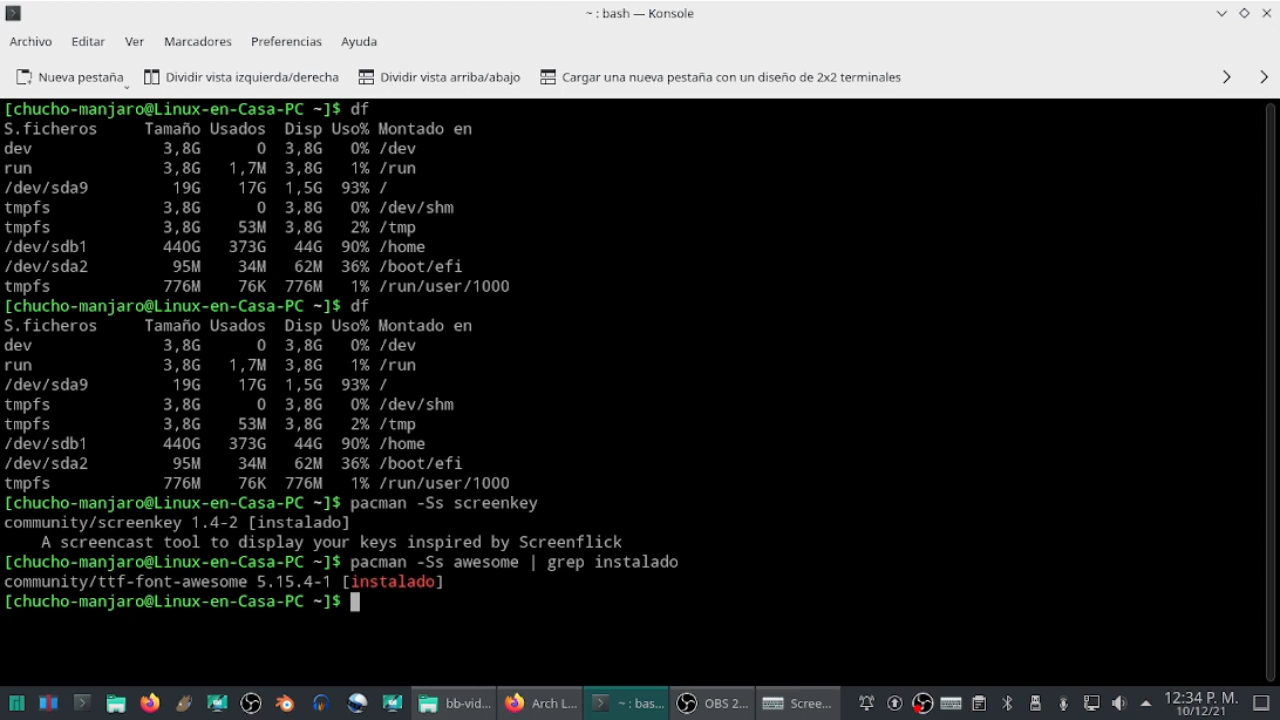 ~ : bash — Konsole
Archivo Editar Ver Marcadores Preferencias Ayuda
Nueva pestaña Dividir vista izquierda/derecha Dividir vista arriba/abajo Cargar una nueva pestaña con un diseño de 2x2 terminales
[chucho-manjaro@Linux-en-Casa-PC ~]$ df
S.ficheros Tamaño Usados Disp Uso% Montado en
dev 3,8G 0 3,8G 0% /dev
run 3,8G 1,7M 3,8G 1% /run
/dev/sda9 19G 17G 1,5G 93% /
tmpfs 3,8G 0 3,8G 0% /dev/shm
tmpfs 3,8G 53M 3,8G 2% /tmp
/dev/sdb1 440G 373G 44G 90% /home
/dev/sda2 95M 34M 62M 36% /boot/efi
tmpfs 776M 76K 776M 1% /run/user/1000
[chucho-manjaro@Linux-en-Casa-PC ~]$ df
S.ficheros Tamaño Usados Disp Uso% Montado en
dev 3,8G 0 3,8G 0% /dev
run 3,8G 1,7M 3,8G 1% /run
/dev/sda9 19G 17G 1,5G 93% /
tmpfs 3,8G 0 3,8G 0% /dev/shm
tmpfs 3,8G 53M 3,8G 2% /tmp
/dev/sdb1 440G 373G 44G 90% /home
/dev/sda2 95M 34M 62M 36% /boot/efi
tmpfs 776M 76K 776M 1% /run/user/1000
[chucho-manjaro@Linux-en-Casa-PC ~]$ pacman -Ss screenkey
community/screenkey 1.4-2 [instalado]
A screencast tool to display your keys inspired by Screenflick
[chucho-manjaro@Linux-en-Casa-PC ~]$ pacman -Ss awesome | grep instalado
community/ttf-font-awesome 5.15.4-1 [instalado]
[chucho-manjaro@Linux-en-Casa-PC ~]$
bb-vid... Arch L... ~ : bas... OBS 2... Scree... 12:34 P. M.
10/12/21